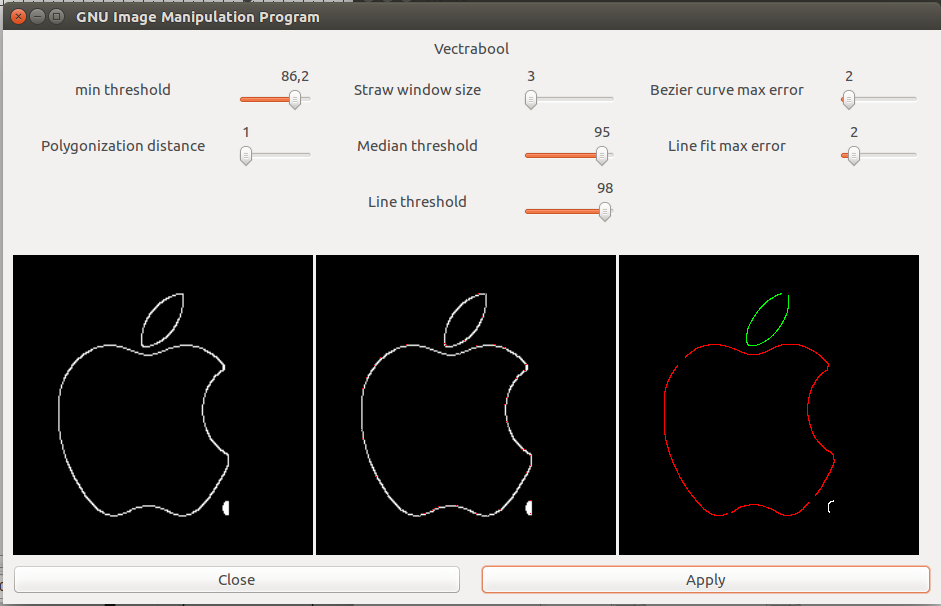 GNU Image Manipulation Program
Vectrabool
min threshold 86,2 Straw window size 3 Bezier curve max error 2
Polygonization distance 1 Median threshold 95 Line fit max error 2
Line threshold 98
Close Apply